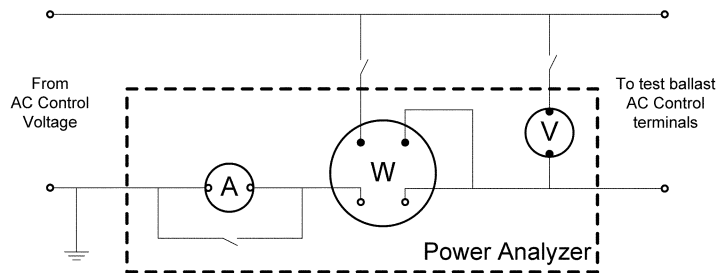 From
AC Control
Voltage
To test ballast
AC Control
terminals
V
W
A
Power Analyzer